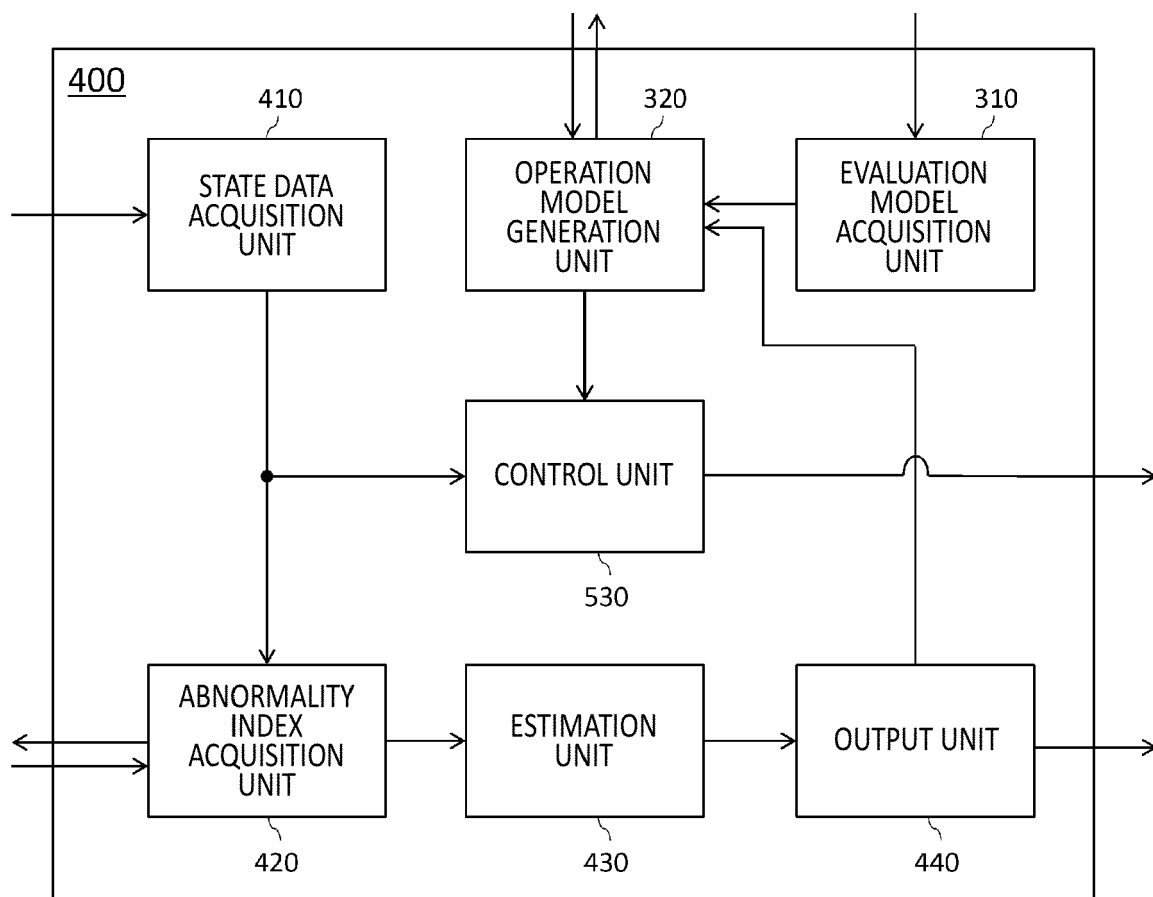 400
410
STATE DATA
ACQUISITION
UNIT
320
OPERATION
MODEL
GENERATION
UNIT
310
EVALUATION
MODEL
ACQUISITION
UNIT
CONTROL UNIT
530
ABNORMALITY
INDEX
ACQUISITION
UNIT
420
ESTIMATION
UNIT
430
OUTPUT UNIT
440